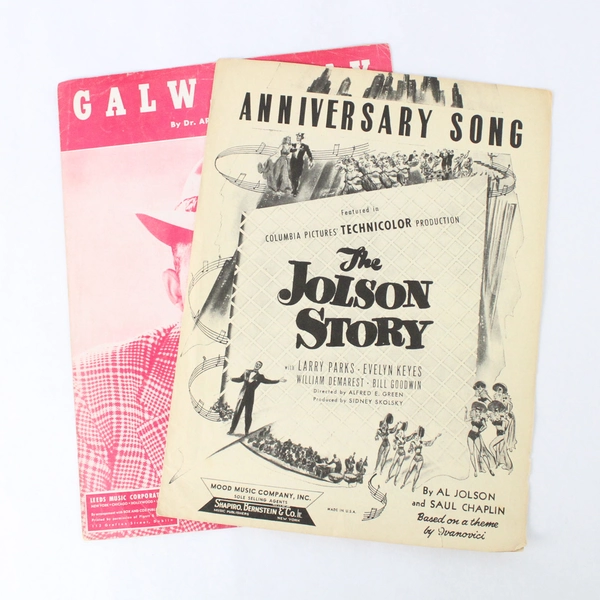 GALW
By Dr. AR
LEEDS MUSIC CORPORAT
ANNIVERSARY SONG
Featured in
COLUMBIA PICTURES' TECHNICOLOR PRODUCTION
The
JOLSON
STORY
WITH LARRY PARKS · EVELYN KEYES
WILLIAM DEMAREST · BILL GOODWIN
Directed by ALFRED E. GREEN
Produced by SIDNEY SKOLSKY
MOOD MUSIC COMPANY, INC.
SOLE SELLING AGENTS
SHAPIRO, BERNSTEIN & Co. Inc.
MUSIC PUBLISHERS NEW YORK
MADE IN U.S.A.
By AL JOLSON
and SAUL CHAPLIN
Based on a theme
by Ivanovici